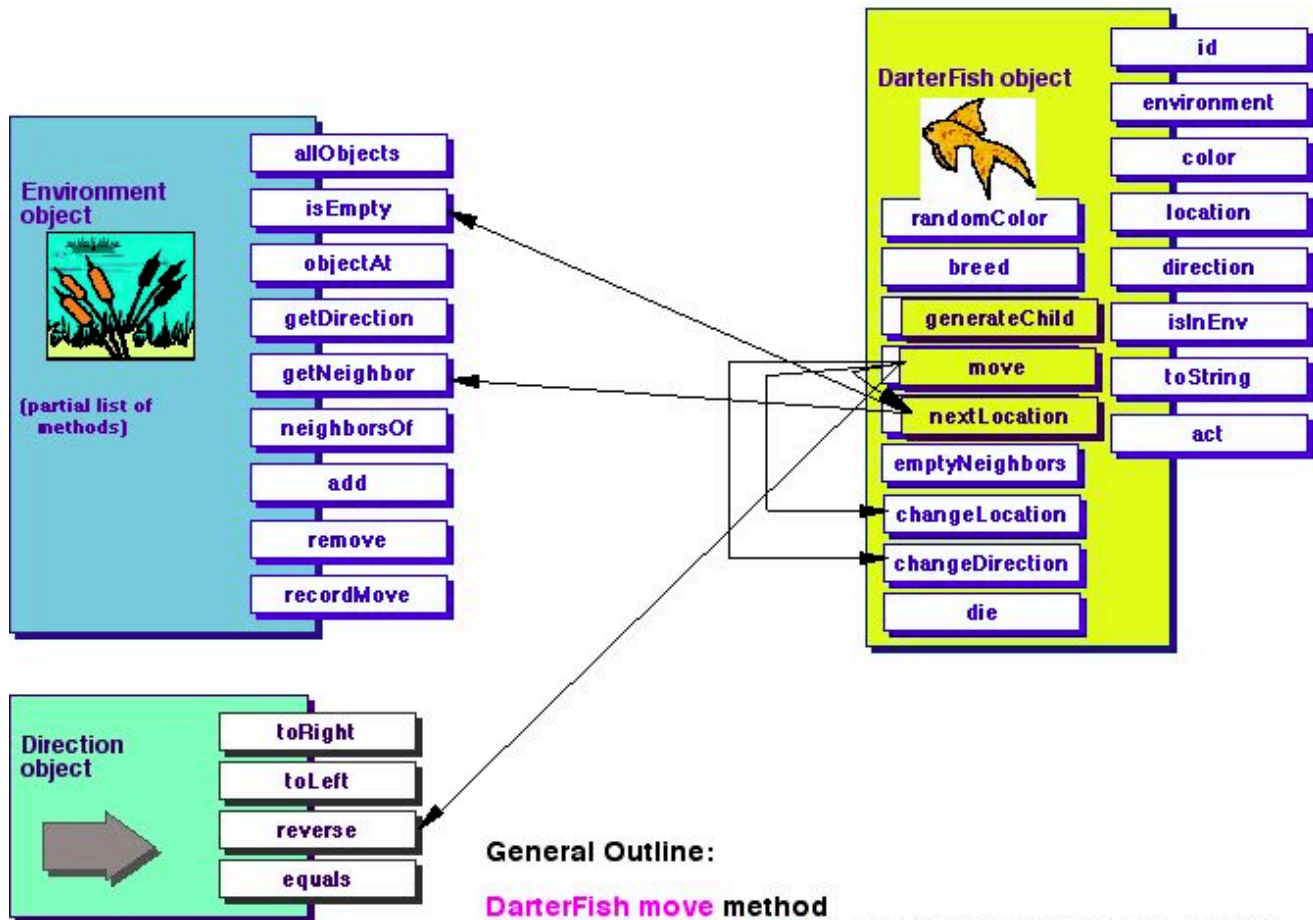 Environment
object
(partial list of
methods)
allObjects
isEmpty
objectAt
getDirection
getNeighbor
neighborsOf
add
remove
recordMove
DarterFish object
randomColor
breed
generateChild
move
nextLocation
emptyNeighbors
changeLocation
changeDirection
die
id
environment
color
location
direction
isInEnv
toString
act
Direction
object
toRight
toLeft
reverse
equals
General Outline:
DarterFish move method